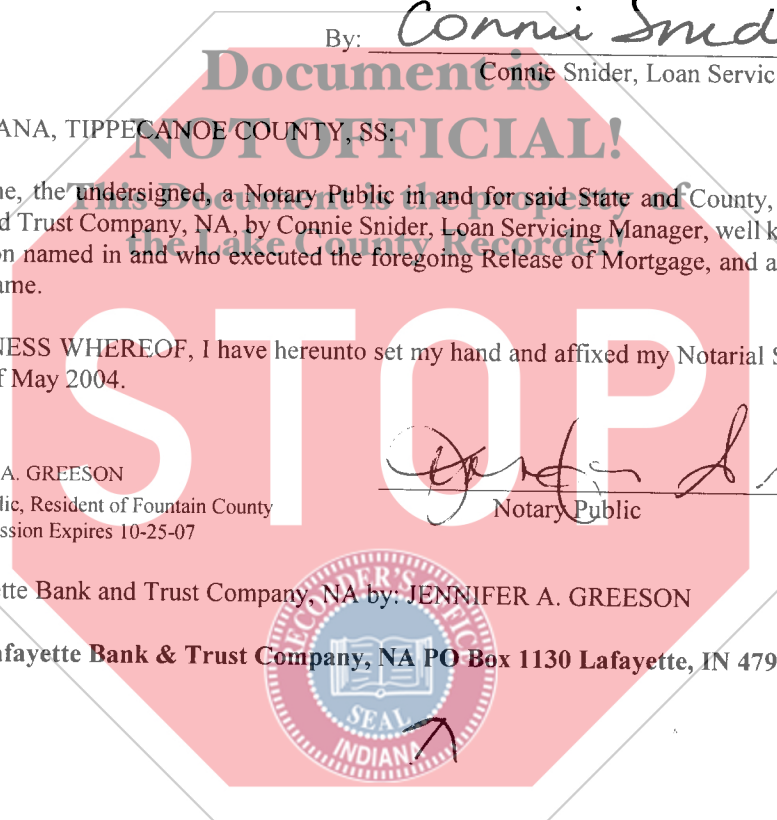 By: Connie Snid
Connie Snider, Loan Servic
Document is
NOT OFFICIAL!
This Document is the property of
the Lake County Recorder!
ANA, TIPPECANOE COUNTY, SS:
ne, the undersigned, a Notary Public in and for said State and County,
d Trust Company, NA, by Connie Snider, Loan Servicing Manager, well k
on named in and who executed the foregoing Release of Mortgage, and a
ame.
NESS WHEREOF, I have hereunto set my hand and affixed my Notarial S
f May 2004.
STOP
A. GREESON
lic, Resident of Fountain County
ssion Expires 10-25-07
Notary Public
tte Bank and Trust Company, NA by: JENNIFER A. GREESON
afayette Bank & Trust Company, NA PO Box 1130 Lafayette, IN 479
RECORDER'S OFFICE
SEAL
INDIANA